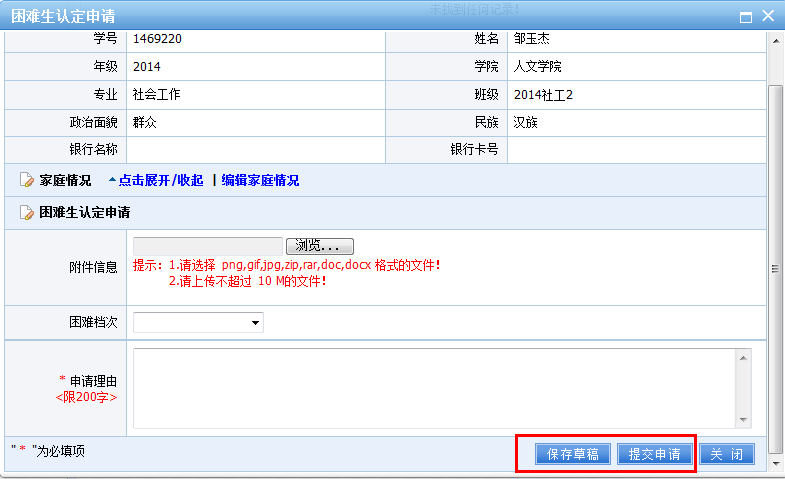 未找到任何记录！
困难生认定申请
学号 1469220 姓名 邹玉杰
年级 2014 学院 人文学院
专业 社会工作 班级 2014社工2
政治面貌 群众 民族 汉族
银行名称 银行卡号
家庭情况 点击展开/收起 | 编辑家庭情况
困难生认定申请
浏览...
附件信息 提示：1.请选择 png,gif,jpg,zip,rar,doc,docx 格式的文件！
2.请上传不超过 10 M的文件！
困难档次
* 申请理由
<限200字>
" * "为必填项 保存草稿 提交申请 关 闭